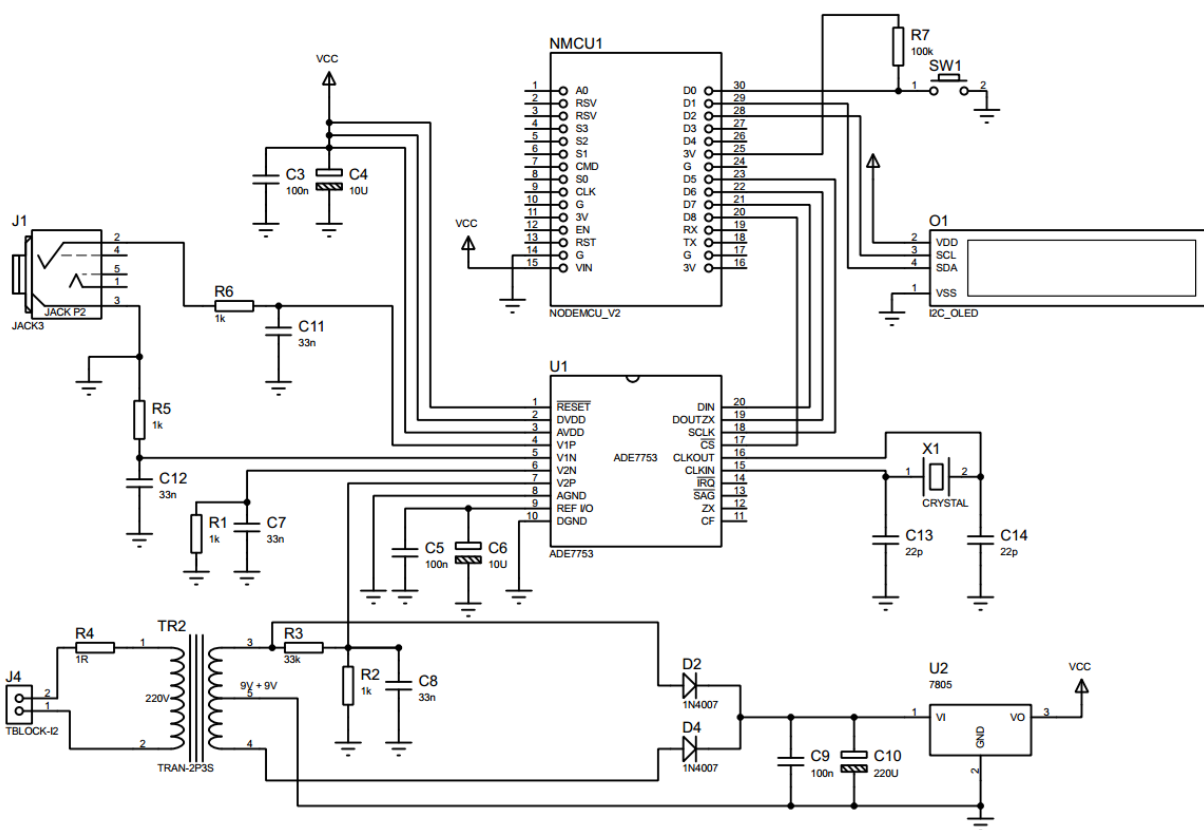 NMCU1
1 A0
2 RSV
3 RSV
4 S3
5 S2
6 S1
7 CMD
8 S0
9 CLK
10 G
11 3V
12 EN
13 RST
14 G
15 VIN
D0 30
D1 29
D2 28
D3 27
D4 26
3V 25
G 24
D5 23
D6 22
D7 21
D8 20
RX 19
TX 18
G 17
3V 16
NODEMCU_V2
R7
100k
SW1
1 2
VCC
C3
100n
C4
10U
VCC
J1
2
4
5
1
3
JACK P2
JACK3
R6
1k
C11
33n
O1
2 VDD
3 SCL
4 SDA
1 VSS
I2C_OLED
R5
1k
C12
33n
U1
1 RESET
2 DVDD
3 AVDD
4 V1P
5 V1N
6 V2N
7 V2P
8 AGND
9 REF I/O
10 DGND
ADE7753
DIN 20
DOUTZX 19
SCLK 18
CS 17
CLKOUT 16
CLKIN 15
IRQ 14
SAG 13
ZX 12
CF 11
ADE7753
X1
1 2
CRYSTAL
C13
22p
C14
22p
R1
1k
C7
33n
C5
100n
C6
10U
J4
2
1
TBLOCK-I2
R4
1R
TR2
1
2
220V
3
9V + 9V
5
4
TRAN-2P3S
R3
33k
R2
1k
C8
33n
D2
1N4007
D4
1N4007
C9
100n
C10
220U
U2
7805
1 VI
VO 3
GND
2
VCC